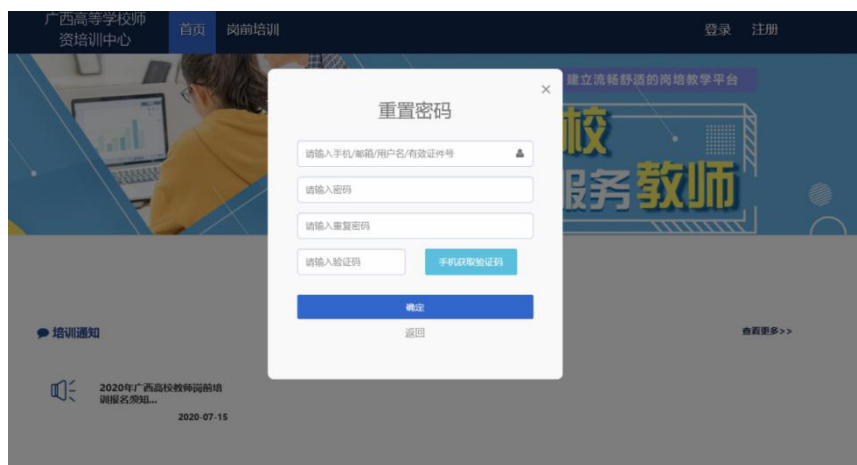 广西高等学校师
资培训中心
首页
岗前培训
登录
注册
建立流畅舒适的岗培教学平台
校
服务教师
×
重置密码
请输入手机/邮箱/用户名/有效证件号
请输入密码
请输入重复密码
请输入验证码
手机获取验证码
确定
返回
培训通知
查看更多>>
2020年广西高校教师岗前培
训报名须知...
2020-07-15